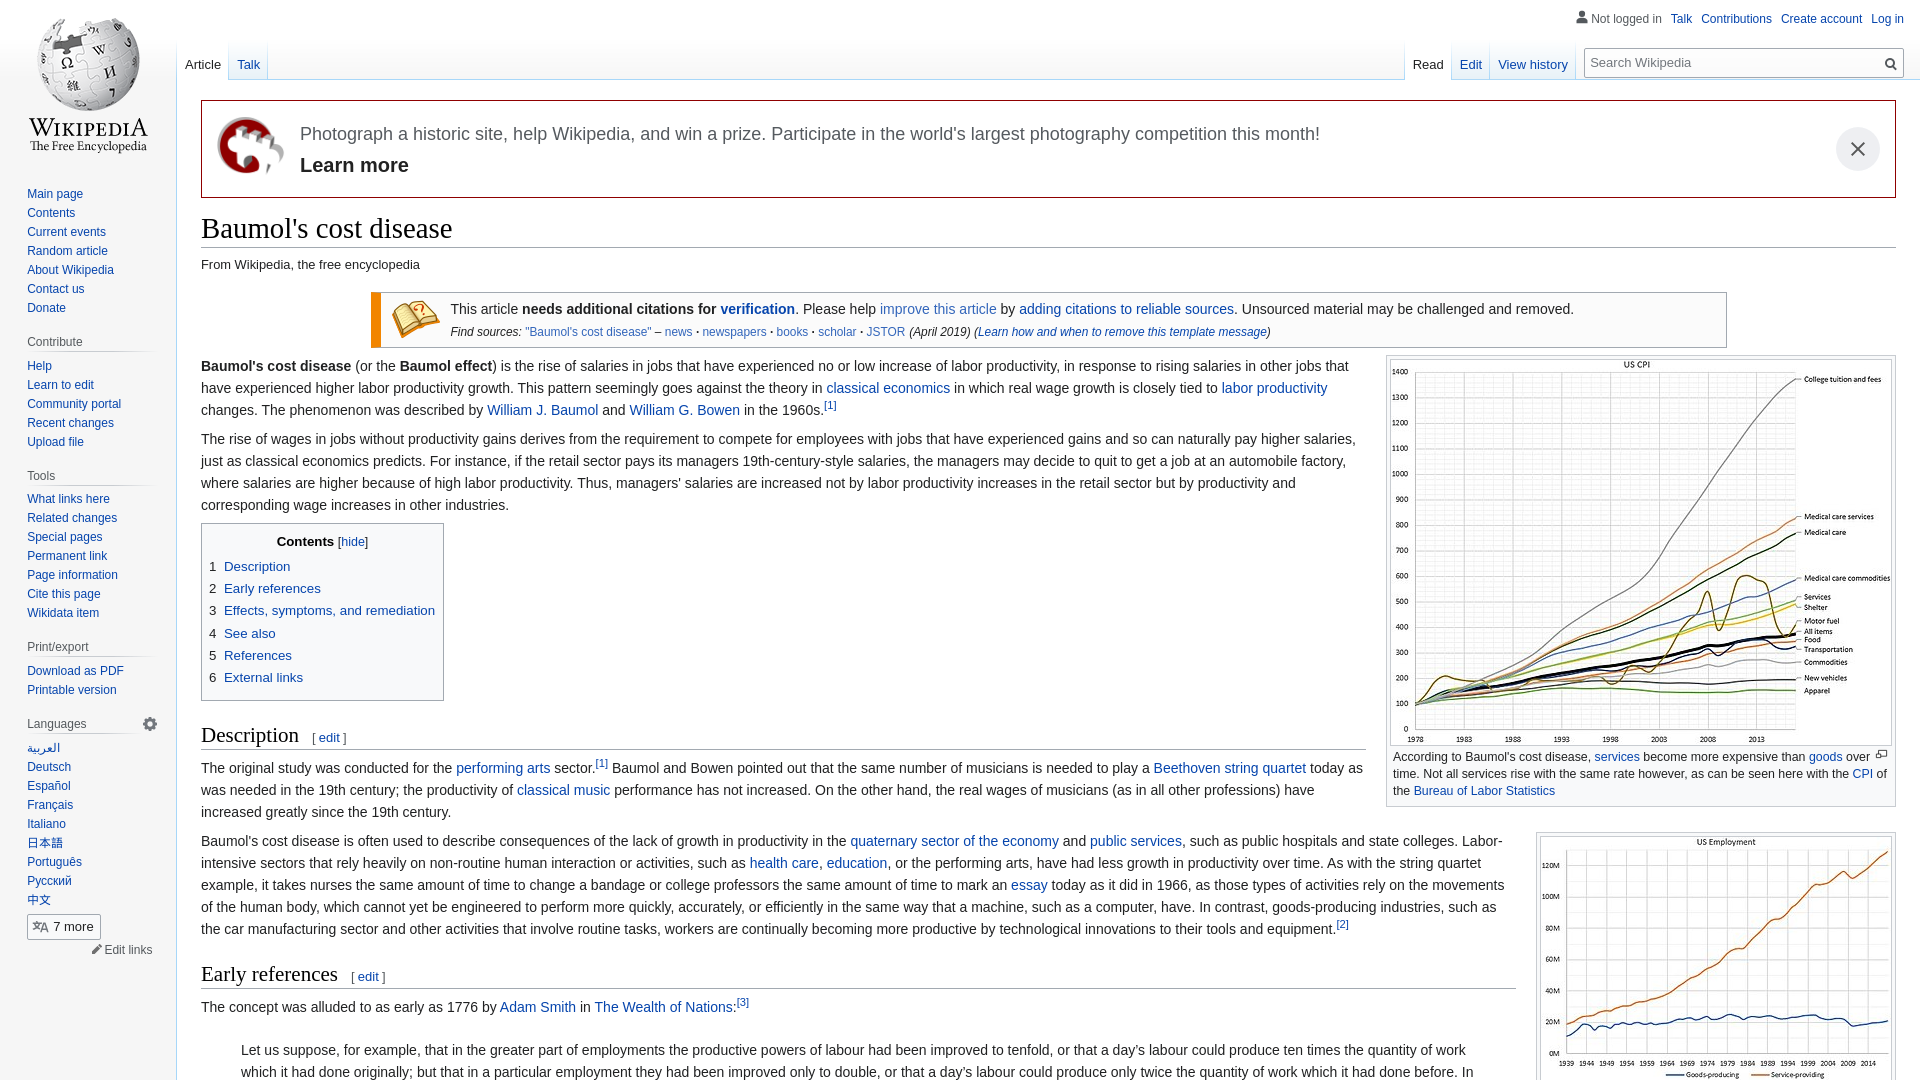 Not logged in Talk Contributions Create account Log in
Article Talk Read Edit View history Search Wikipedia
WIKIPEDIA
The Free Encyclopedia
Main page
Contents
Current events
Random article
About Wikipedia
Contact us
Donate
Contribute
Help
Learn to edit
Community portal
Recent changes
Upload file
Tools
What links here
Related changes
Special pages
Permanent link
Page information
Cite this page
Wikidata item
Print/export
Download as PDF
Printable version
Languages
العربية
Deutsch
Español
Français
Italiano
日本語
Português
Русский
中文
7 more
Edit links
Photograph a historic site, help Wikipedia, and win a prize. Participate in the world's largest photography competition this month!
Learn more
Baumol's cost disease
From Wikipedia, the free encyclopedia
This article needs additional citations for verification. Please help improve this article by adding citations to reliable sources. Unsourced material may be challenged and removed.
Find sources: "Baumol's cost disease" – news · newspapers · books · scholar · JSTOR (April 2019) (Learn how and when to remove this template message)
Baumol's cost disease (or the Baumol effect) is the rise of salaries in jobs that have experienced no or low increase of labor productivity, in response to rising salaries in other jobs that
have experienced higher labor productivity growth. This pattern seemingly goes against the theory in classical economics in which real wage growth is closely tied to labor productivity
changes. The phenomenon was described by William J. Baumol and William G. Bowen in the 1960s.[1]
The rise of wages in jobs without productivity gains derives from the requirement to compete for employees with jobs that have experienced gains and so can naturally pay higher salaries,
just as classical economics predicts. For instance, if the retail sector pays its managers 19th-century-style salaries, the managers may decide to quit to get a job at an automobile factory,
where salaries are higher because of high labor productivity. Thus, managers' salaries are increased not by labor productivity increases in the retail sector but by productivity and
corresponding wage increases in other industries.
Contents [hide]
1 Description
2 Early references
3 Effects, symptoms, and remediation
4 See also
5 References
6 External links
US CPI
1400
1300
1200
1100
1000
900
800
700
600
500
400
300
200
100
0
1978 1983 1988 1993 1998 2003 2008 2013
College tuition and fees
Medical care services
Medical care
Medical care commodities
Services
Shelter
Motor fuel
All items
Food
Transportation
Commodities
New vehicles
Apparel
According to Baumol's cost disease, services become more expensive than goods over
time. Not all services rise with the same rate however, as can be seen here with the CPI of
the Bureau of Labor Statistics
Description [ edit ]
The original study was conducted for the performing arts sector.[1] Baumol and Bowen pointed out that the same number of musicians is needed to play a Beethoven string quartet today as
was needed in the 19th century; the productivity of classical music performance has not increased. On the other hand, the real wages of musicians (as in all other professions) have
increased greatly since the 19th century.
Baumol's cost disease is often used to describe consequences of the lack of growth in productivity in the quaternary sector of the economy and public services, such as public hospitals and state colleges. Labor-
intensive sectors that rely heavily on non-routine human interaction or activities, such as health care, education, or the performing arts, have had less growth in productivity over time. As with the string quartet
example, it takes nurses the same amount of time to change a bandage or college professors the same amount of time to mark an essay today as it did in 1966, as those types of activities rely on the movements
of the human body, which cannot yet be engineered to perform more quickly, accurately, or efficiently in the same way that a machine, such as a computer, have. In contrast, goods-producing industries, such as
the car manufacturing sector and other activities that involve routine tasks, workers are continually becoming more productive by technological innovations to their tools and equipment.[2]
US Employment
120M
100M
80M
60M
40M
20M
0M
1939 1944 1949 1954 1959 1964 1969 1974 1979 1984 1989 1994 1999 2004 2009 2014
Goods-producing Service-providing
Early references [ edit ]
The concept was alluded to as early as 1776 by Adam Smith in The Wealth of Nations:[3]
Let us suppose, for example, that in the greater part of employments the productive powers of labour had been improved to tenfold, or that a day's labour could produce ten times the quantity of work
which it had done originally; but that in a particular employment they had been improved only to double, or that a day's labour could produce only twice the quantity of work which it had done before. In